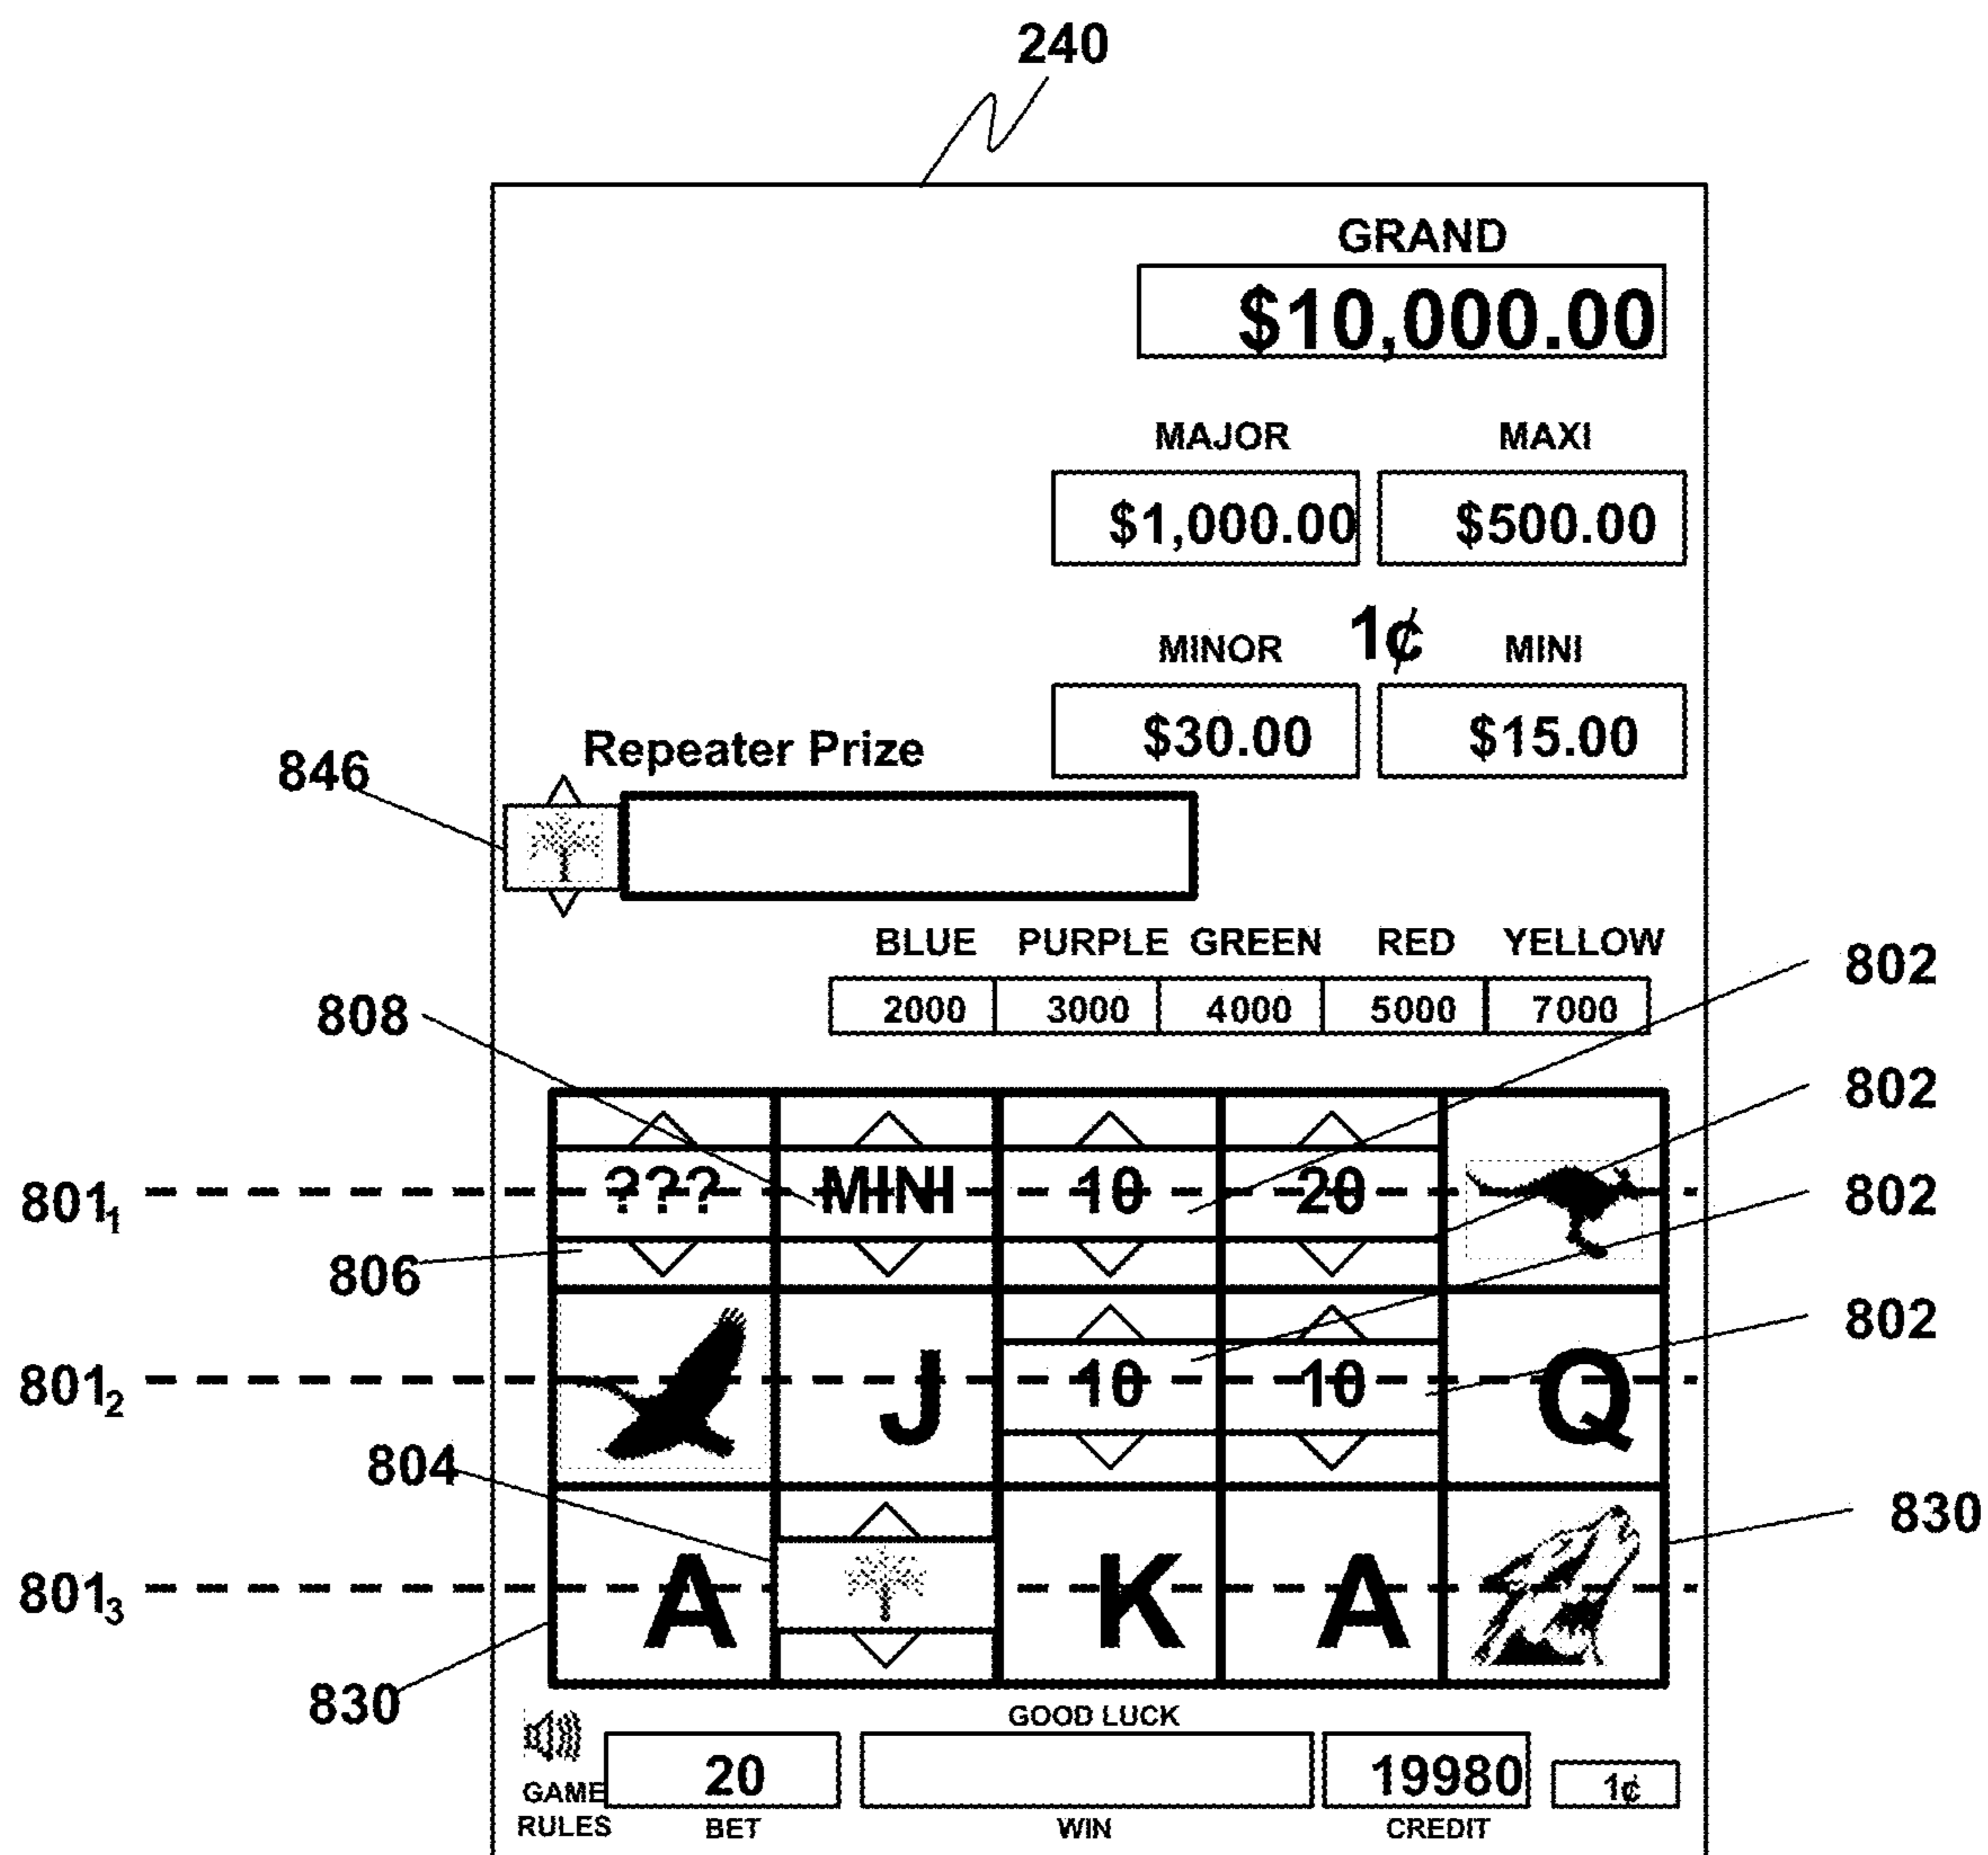 240
GRAND
$10,000.00
MAJOR MAXI
$1,000.00 $500.00
1¢
MINOR MINI
$30.00 $15.00
Repeater Prize
846
BLUE PURPLE GREEN RED YELLOW
802
808
2000 3000 4000 5000 7000
802
801₁ ??? MINI 10 20 802
806
802
801₂ J 10 10 Q
804
830
801₃ A K A
830
GOOD LUCK
20 19980 1¢
GAME
RULES BET WIN CREDIT